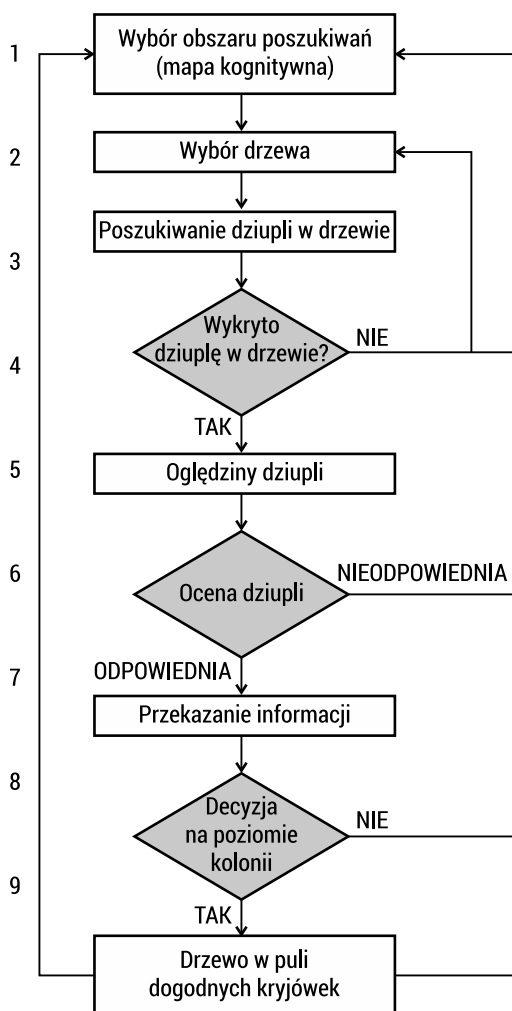 1
Wybór obszaru poszukiwań
(mapa kognitywna)
2
Wybór drzewa
Poszukiwanie dziupli w drzewie
3
Wykryto
dziuplę w drzewie?
NIE
4
TAK
5
Oględziny dziupli
6
NIEODPOWIEDNIA
Ocena dziupli
7
ODPOWIEDNIA
Przekazanie informacji
8
Decyzja
na poziomie
kolonii
NIE
9
TAK
Drzewo w puli
dogodnych kryjówek